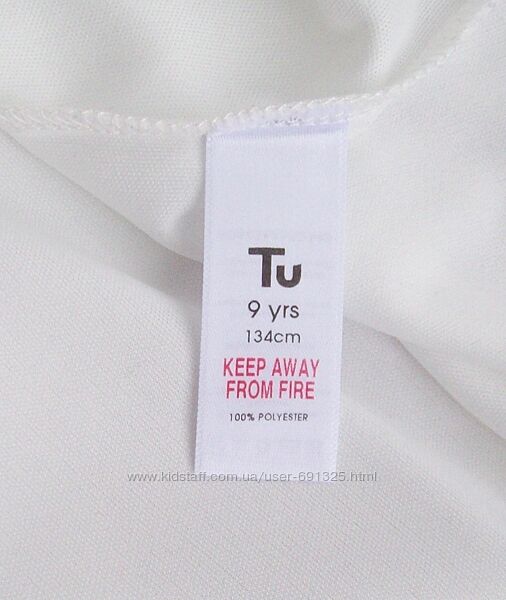 Tu
9 yrs
134cm
KEEP AWAY
FROM FIRE
100% POLYESTER
www.kidstaff.com.ua/user-691325.html